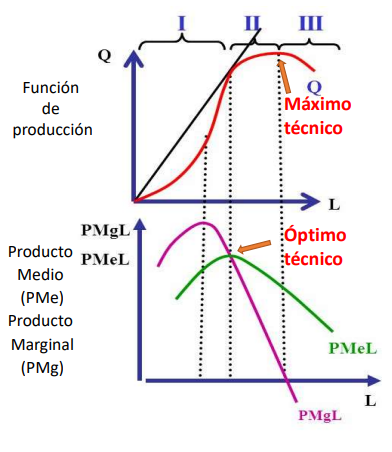 I II III
Q
Función
de
producción
Q
Máximo
técnico
L
PMgL
PMeL
Óptimo
técnico
Producto
Medio
(PMe)
Producto
Marginal
(PMg)
PMeL
L
PMgL